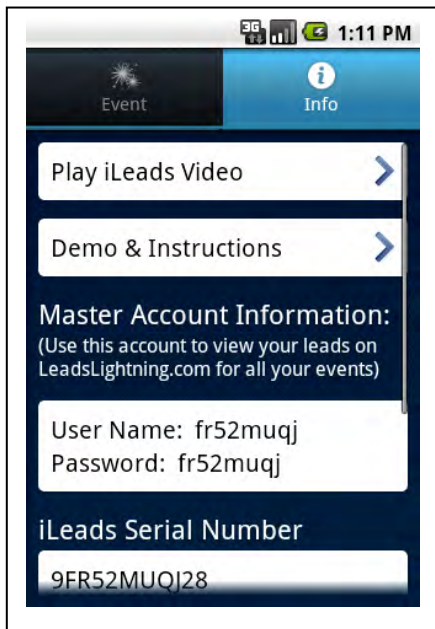 3G 1:11 PM
Event
i
Info
Play iLeads Video
Demo & Instructions
Master Account Information:
(Use this account to view your leads on
LeadsLightning.com for all your events)
User Name: fr52muqj
Password: fr52muqj
iLeads Serial Number
9FR52MUQJ28